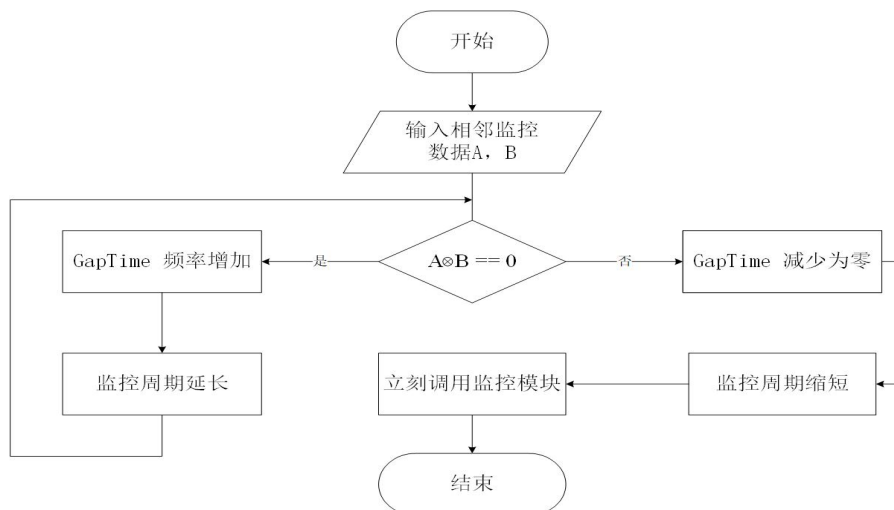 开始
输入相邻监控
数据A，B
GapTime 频率增加
是
A⊗B == 0
否
GapTime 减少为零
监控周期延长
立刻调用监控模块
监控周期缩短
结束